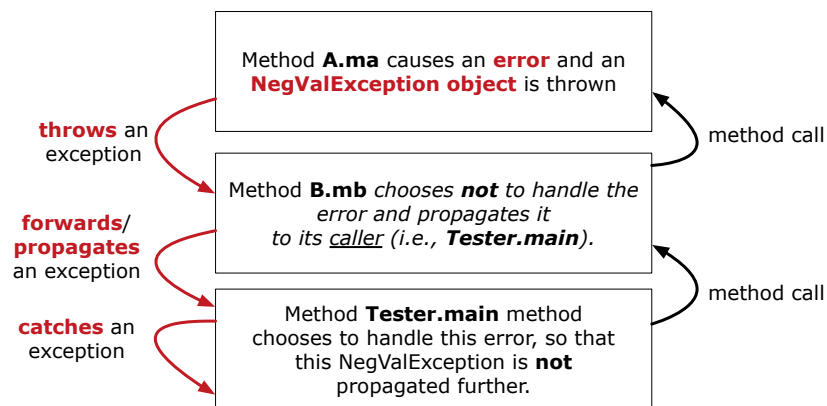 Method A.ma causes an error and an
NegValException object is thrown
throws an
exception
method call
Method B.mb chooses not to handle the
error and propagates it
to its caller (i.e., Tester.main).
forwards/
propagates
an exception
method call
Method Tester.main method
chooses to handle this error, so that
this NegValException is not
propagated further.
catches an
exception